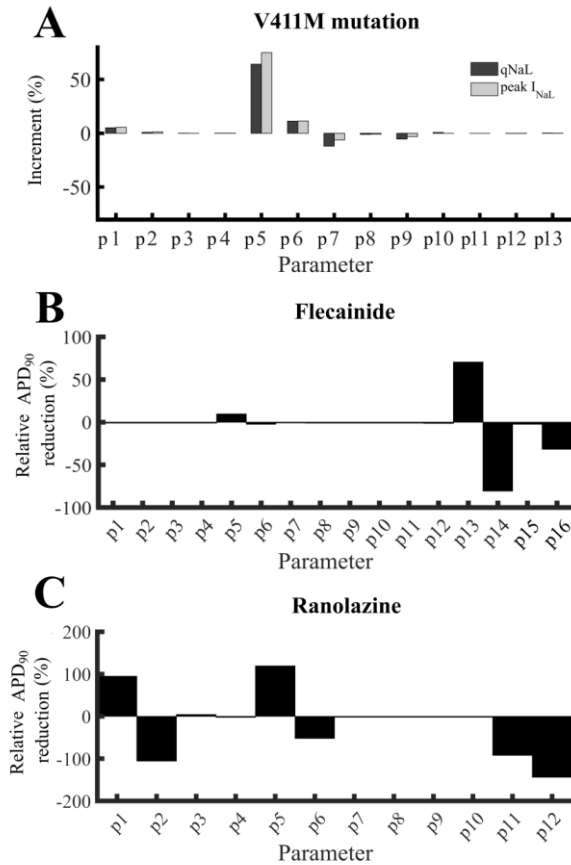 A
V411M mutation
Increment (%)
50
0
-50
qNaL
peak I_NaL
p1 p2 p3 p4 p5 p6 p7 p8 p9 p10 p11 p12 p13
Parameter
B
Flecainide
Relative APD90
reduction (%)
100
50
0
-50
-100
p1 p2 p3 p4 p5 p6 p7 p8 p9 p10 p11 p12 p13 p14 p15 p16
Parameter
C
Ranolazine
Relative APD90
reduction (%)
200
100
0
-100
-200
p1 p2 p3 p4 p5 p6 p7 p8 p9 p10 p11 p12
Parameter